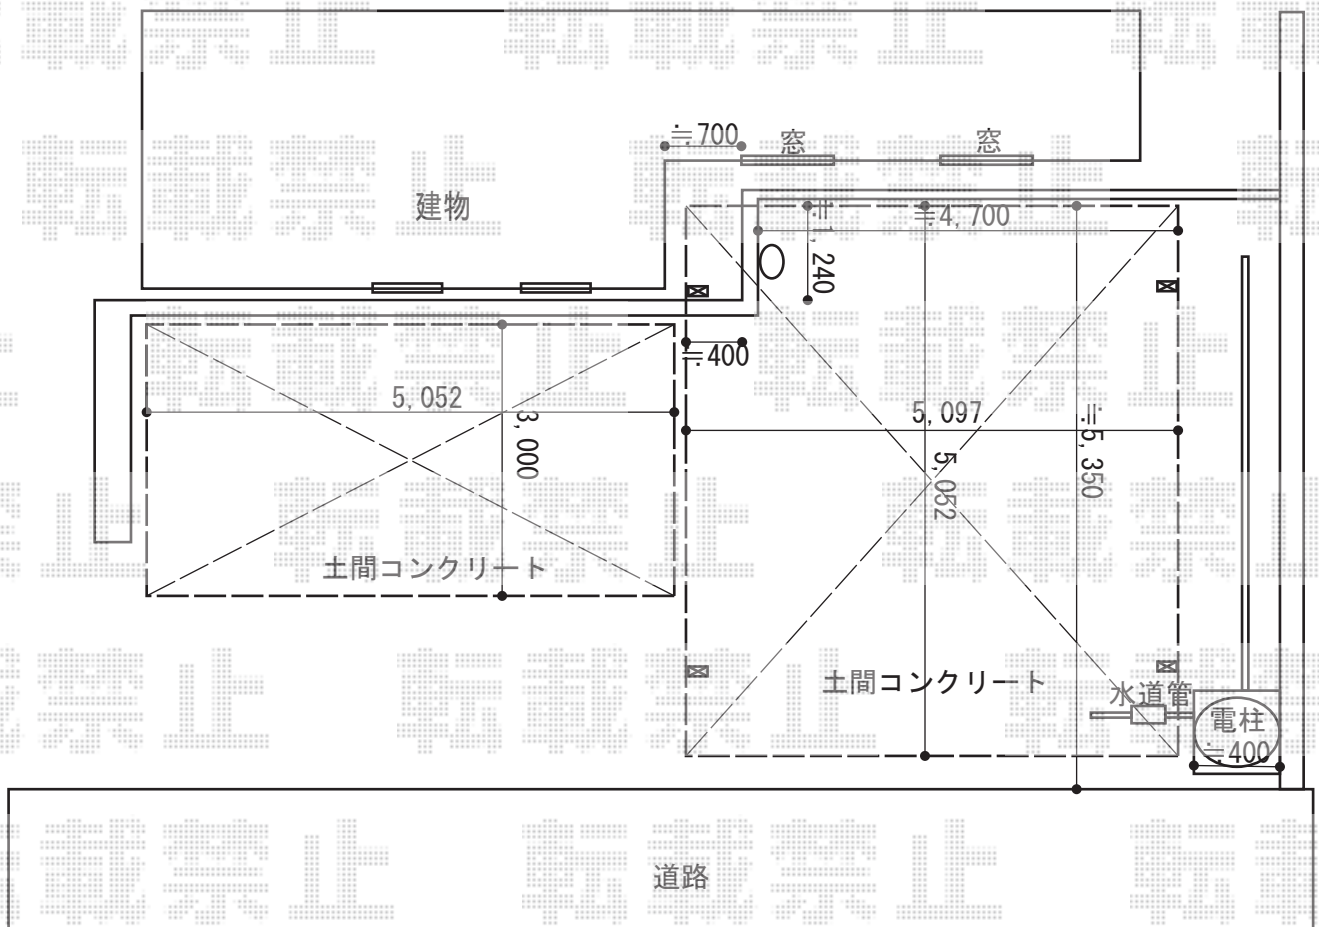 ≒700
窓
窓
建物
≒4,700
≒1,240
≒400
5,052
3,000
5,097
5,052
≒5,350
土間コンクリート
土間コンクリート
水道管
電柱
≒400
道路
転載禁止